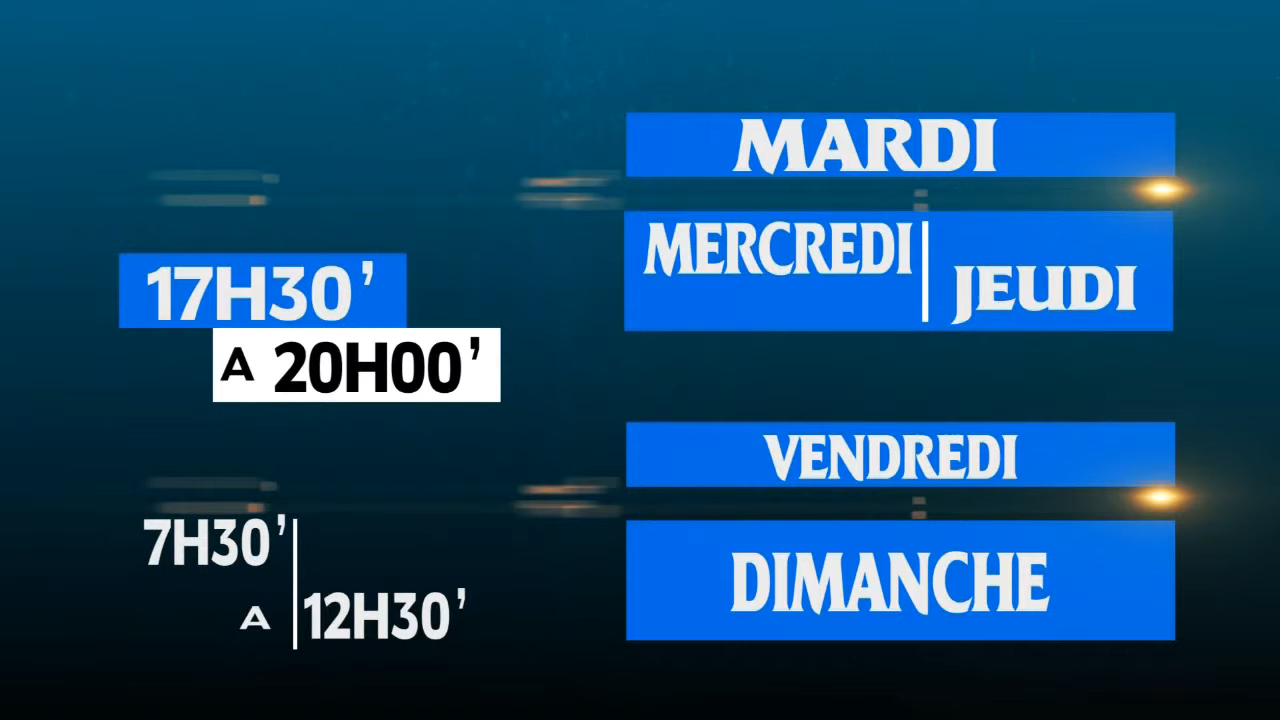 MARDI
MERCREDI
JEUDI
17H30’
A 20H00’
VENDREDI
7H30’
A 12H30’
DIMANCHE